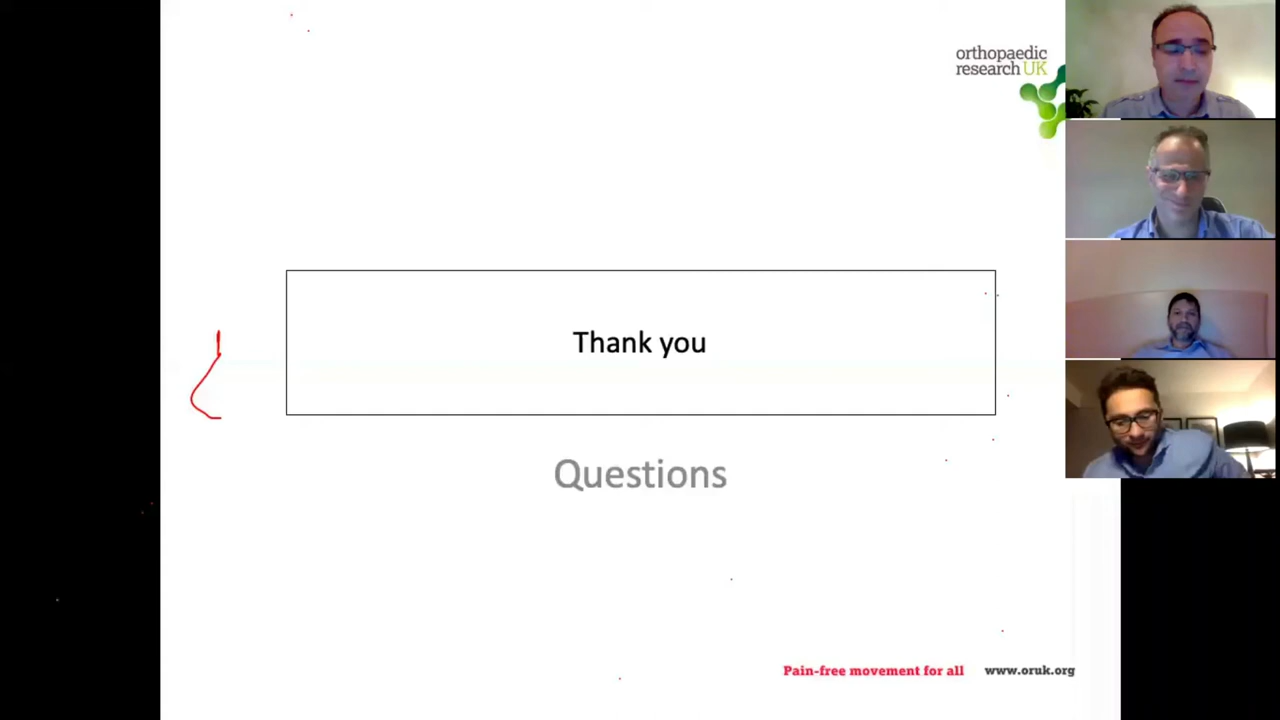 orthopaedic
research UK
Thank you
Questions
Pain-free movement for all www.oruk.org